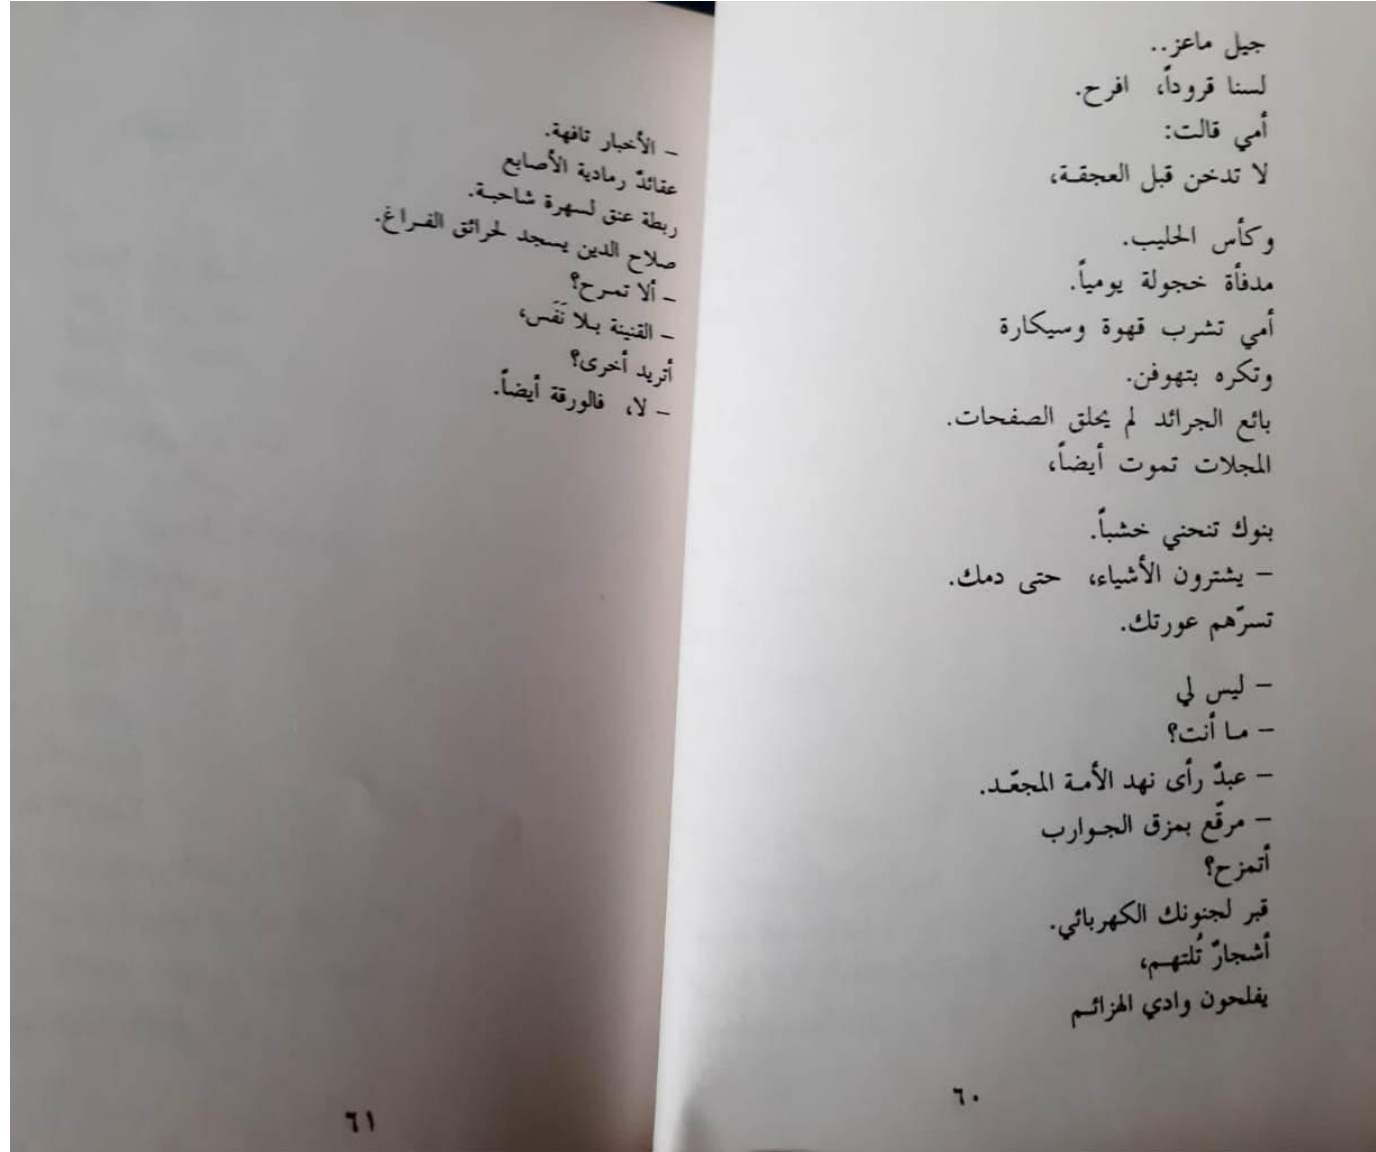 جيل ماعز..
لسنا قروداً، افرح.
أمي قالت:
لا تدخن قبل العجقة،
وكأس الحليب.
مدفأة خجولة يومياً.
أمي تشرب قهوة وسيكارة
وتكره بتهوفن.
بائع الجرائد لم يحلق الصفحات.
المجلات تموت أيضاً،
بنوك تنحني خشباً.
– يشترون الأشياء، حتى دمك.
تسرّهم عورتك.
– ليس لي
– ما أنت؟
– عبدٌ رأى نهد الأمة المجعّد.
– مرقّع بمزق الجوارب
أتمزح؟
قبر لجنونك الكهربائي.
أشجارٌ تُلتهم،
يفلحون وادي الهزائم
٦٠
– الأخبار تافهة.
عقائدٌ رمادية الأصابع
ربطة عنق لسهرة شاحبة.
صلاح الدين يسجد لحرائق الفراغ.
– ألا تمرح؟
– القنينة بلا نَفَس،
أتريد أخرى؟
– لا، فالورقة أيضاً.
٦١